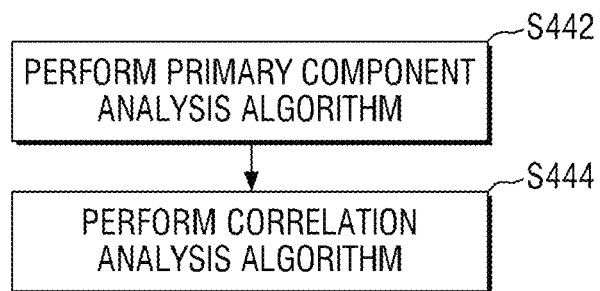 S442
PERFORM PRIMARY COMPONENT
ANALYSIS ALGORITHM
S444
PERFORM CORRELATION
ANALYSIS ALGORITHM